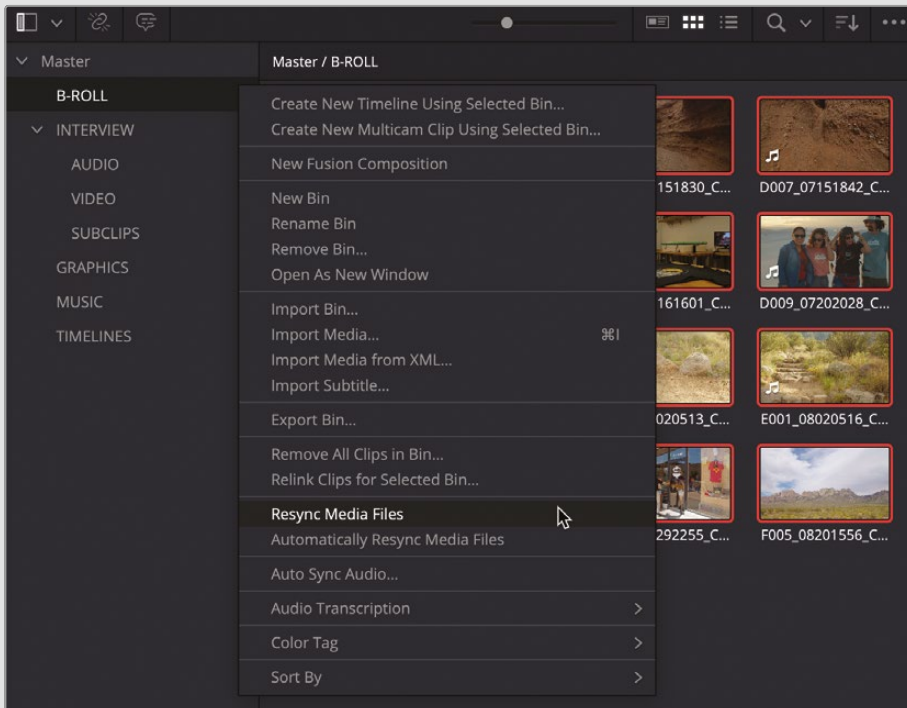 Master
Master / B-ROLL
B-ROLL
INTERVIEW
AUDIO
VIDEO
SUBCLIPS
GRAPHICS
MUSIC
TIMELINES
Create New Timeline Using Selected Bin...
Create New Multicam Clip Using Selected Bin...
New Fusion Composition
New Bin
Rename Bin
Remove Bin...
Open As New Window
Import Bin...
Import Media... ⌘I
Import Media from XML...
Import Subtitle...
Export Bin...
Remove All Clips in Bin...
Relink Clips for Selected Bin...
Resync Media Files
Automatically Resync Media Files
Auto Sync Audio...
Audio Transcription
Color Tag
Sort By
151830_C... D007_07151842_C...
161601_C... D009_07202028_C...
020513_C... E001_08020516_C...
292255_C... F005_08201556_C...